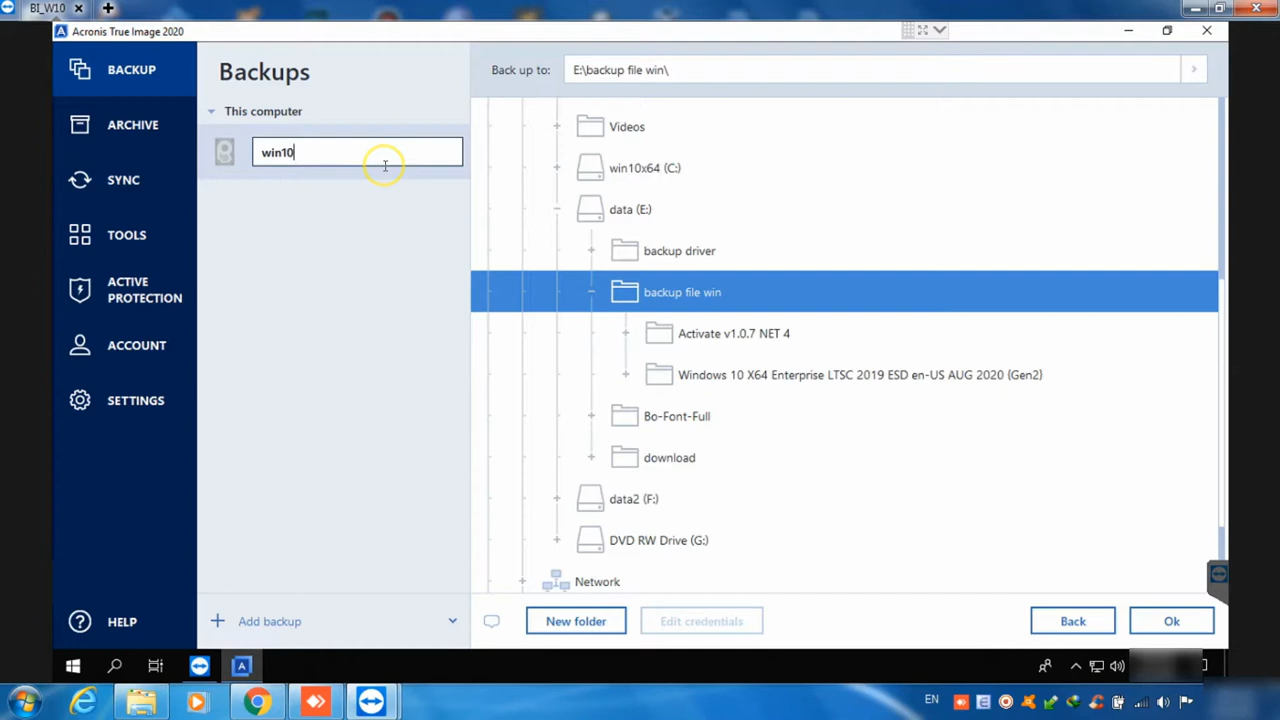 BI_W10
Acronis True Image 2020
BACKUP
ARCHIVE
SYNC
TOOLS
ACTIVE
PROTECTION
ACCOUNT
SETTINGS
HELP
Backups
This computer
win10
Add backup
Back up to:
E:\backup file win\
Videos
win10x64 (C:)
data (E:)
backup driver
backup file win
Activate v1.0.7 NET 4
Windows 10 X64 Enterprise LTSC 2019 ESD en-US AUG 2020 (Gen2)
Bo-Font-Full
download
data2 (F:)
DVD RW Drive (G:)
Network
New folder
Edit credentials
Back
Ok
EN